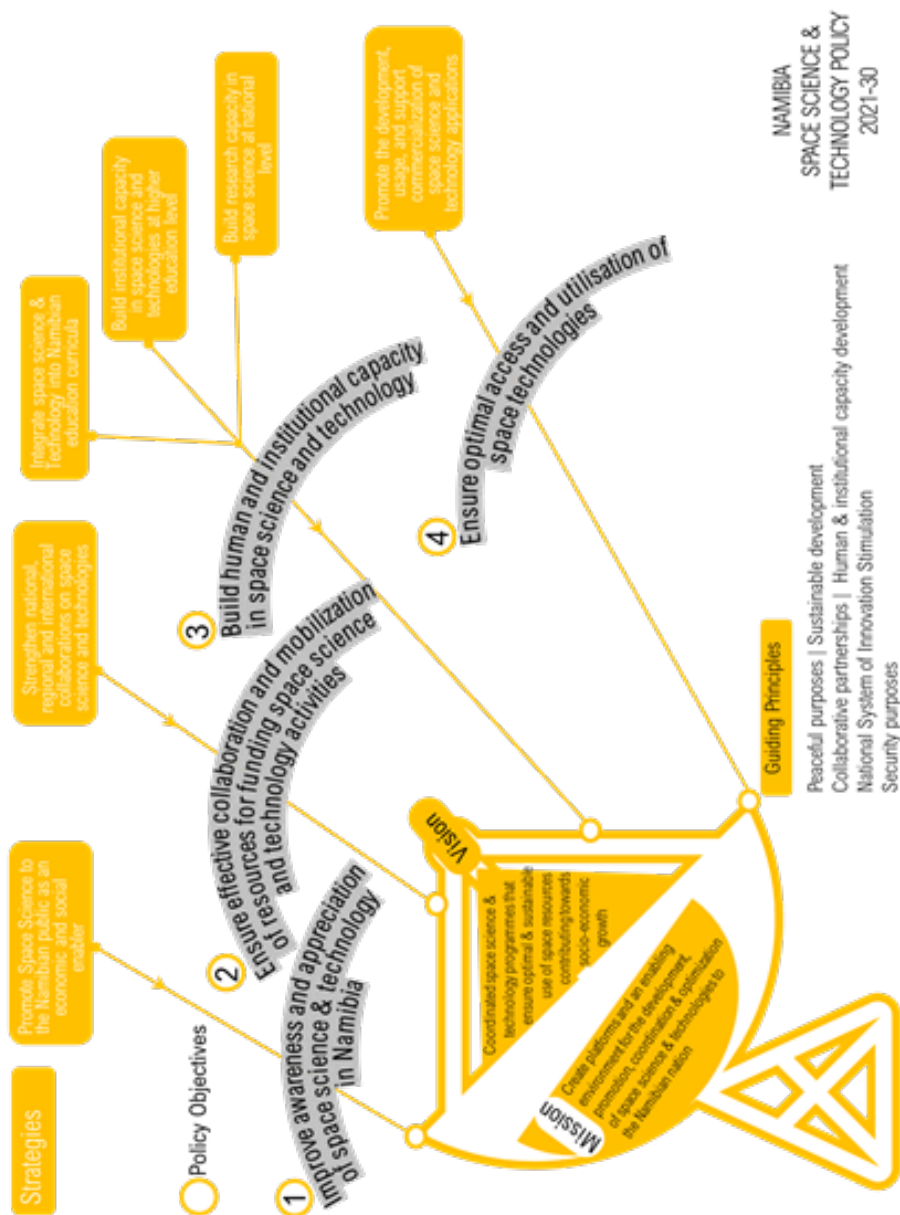 Strategies
Promote Space Science to
the Namibian public as an
economic and social
enabler
Strengthen national,
regional and international
collaborations on space
science and technologies
Integrate space science &
Technology into Namibian
education curricula
Build institutional capacity
in space science and
technologies at higher
education level
Build research capacity in
space science at national
level
Promote the development,
usage, and support
commercialization of
space science and
technology applications
Policy Objectives
1
Improve awareness and appreciation
of space science & technology
in Namibia
2
Ensure effective collaboration and mobilization
of resources for funding space science
and technology activities
3
Build human and institutional capacity
in space science and technology
4
Ensure optimal access and utilisation of
space technologies
Vision
Coordinated space science &
technology programmes that
ensure optimal & sustainable
use of space resources
contributing towards
socio-economic
growth
Mission
Create platforms and an enabling
environment for the development,
promotion, coordination & optimization
of space science & technologies to
the Namibian nation
Guiding Principles
Peaceful purposes | Sustainable development
Collaborative partnerships | Human & institutional capacity development
National System of Innovation Stimulation
Security purposes
NAMIBIA
SPACE SCIENCE &
TECHNOLOGY POLICY
2021-30